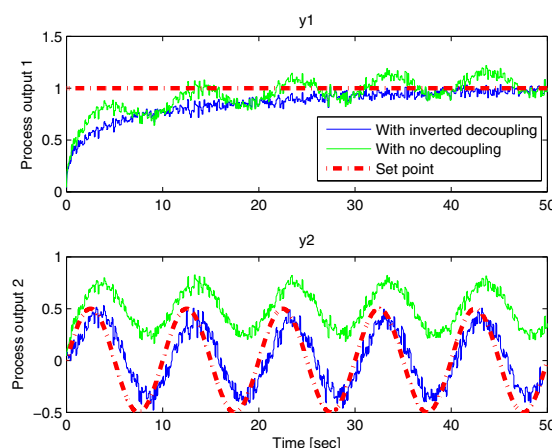 y1
Process output 1
1.5
1
0.5
0
0 10 20 30 40 50
With inverted decoupling
With no decoupling
Set point
y2
Process output 2
1
0.5
0
-0.5
0 10 20 30 40 50
Time [sec]